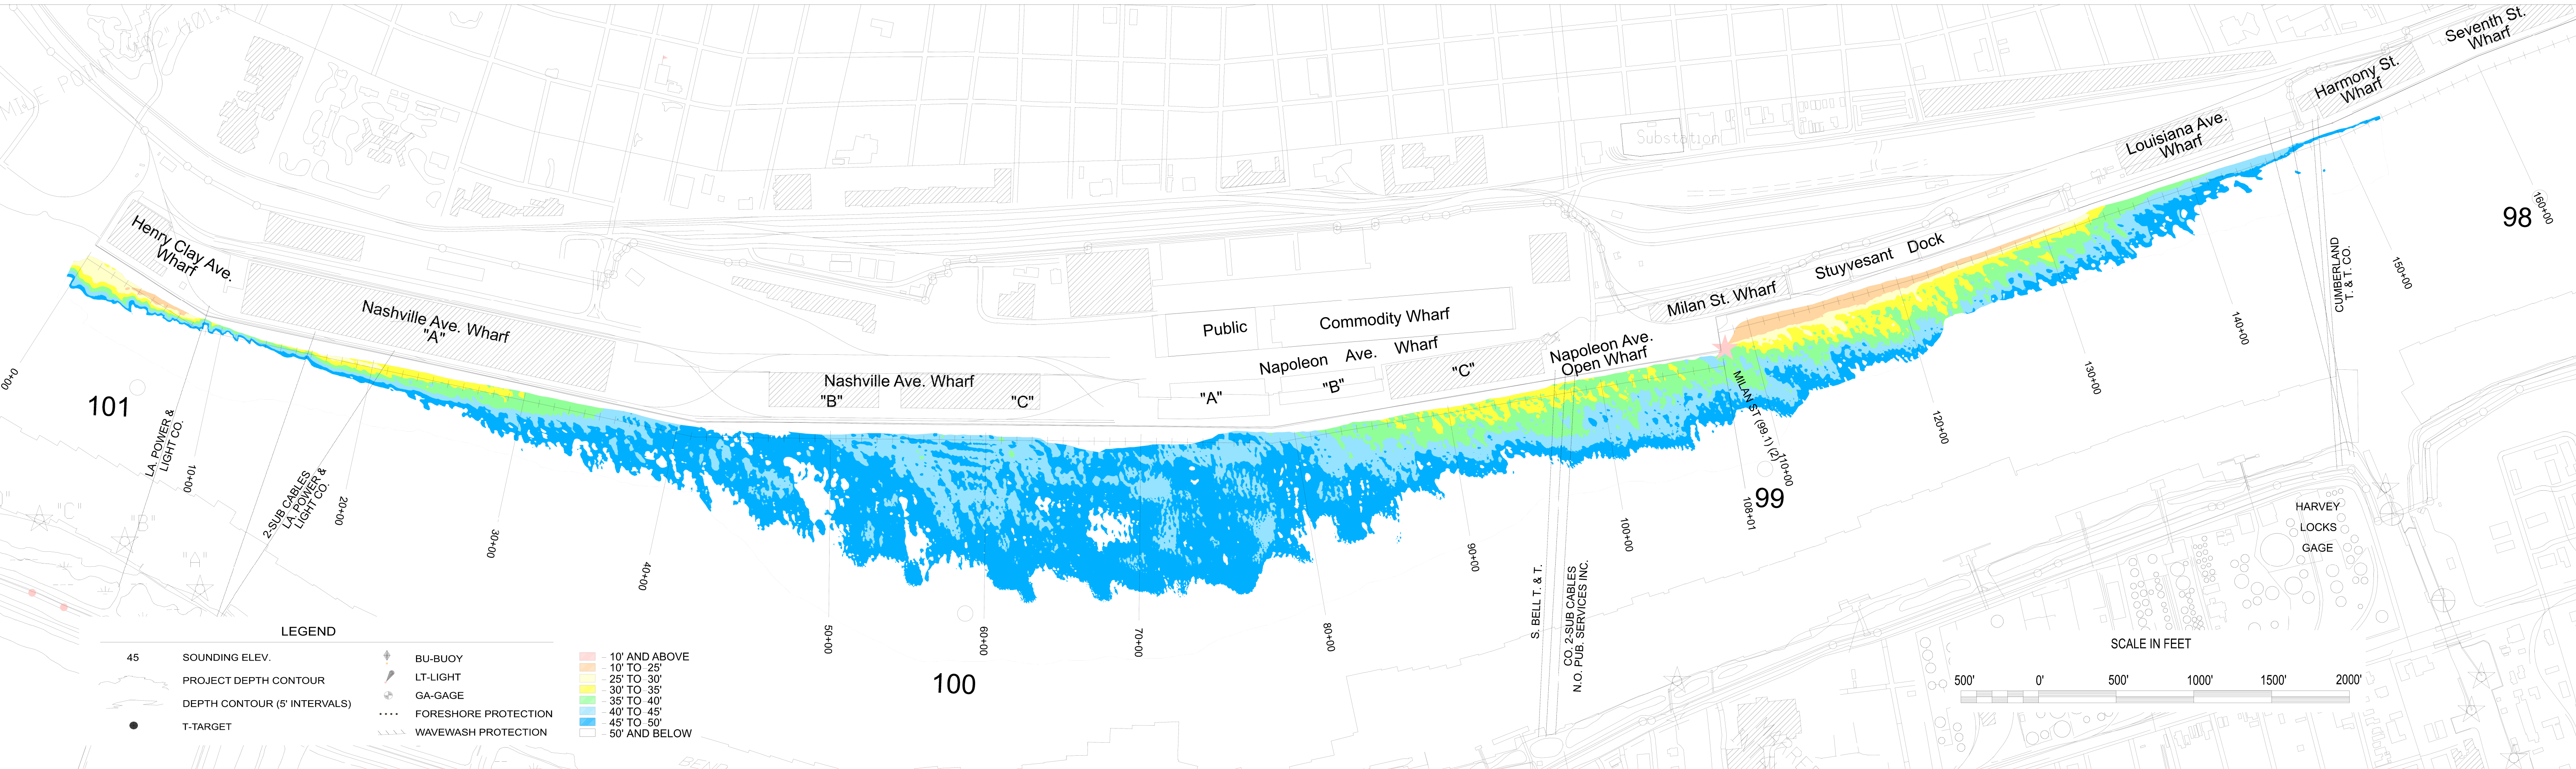 Seventh St.
Wharf
Harmony St.
Wharf
Louisiana Ave.
Wharf
Substation
Henry Clay Ave.
Wharf
Nashville Ave. Wharf
"A"
Nashville Ave. Wharf
"B"
"C"
Public
Commodity Wharf
Napoleon Ave. Wharf
"A"
"B"
"C"
Napoleon Ave.
Open Wharf
Milan St. Wharf
Stuyvesant Dock
MILAN ST (99.1) (2)
101
100
99
98
10+00
20+00
30+00
40+00
50+00
60+00
70+00
80+00
90+00
100+00
108+01
110+00
120+00
130+00
140+00
150+00
160+00
LA. POWER &
LIGHT CO.
2-SUB CABLES
LA. POWER &
LIGHT CO.
S. BELL T. & T.
CO. 2-SUB CABLES
N.O. PUB. SERVICES INC.
CUMBERLAND
T. & T. CO.
HARVEY
LOCKS
GAGE
"C"
"B"
"A"
LEGEND
45 SOUNDING ELEV.
PROJECT DEPTH CONTOUR
DEPTH CONTOUR (5' INTERVALS)
T-TARGET
BU-BUOY
LT-LIGHT
GA-GAGE
FORESHORE PROTECTION
WAVEWASH PROTECTION
10' AND ABOVE
10' TO 25'
25' TO 30'
30' TO 35'
35' TO 40'
40' TO 45'
45' TO 50'
50' AND BELOW
SCALE IN FEET
500' 0' 500' 1000' 1500' 2000'